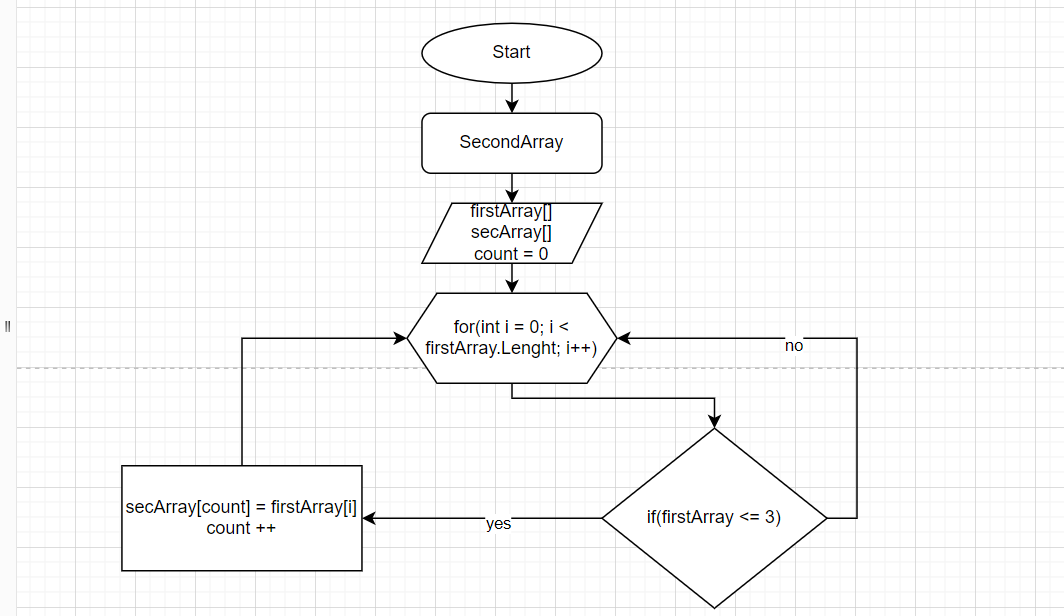 Start
SecondArray
firstArray[]
secArray[]
count = 0
for(int i = 0; i <
firstArray.Lenght; i++)
no
secArray[count] = firstArray[i]
count ++
yes
if(firstArray <= 3)